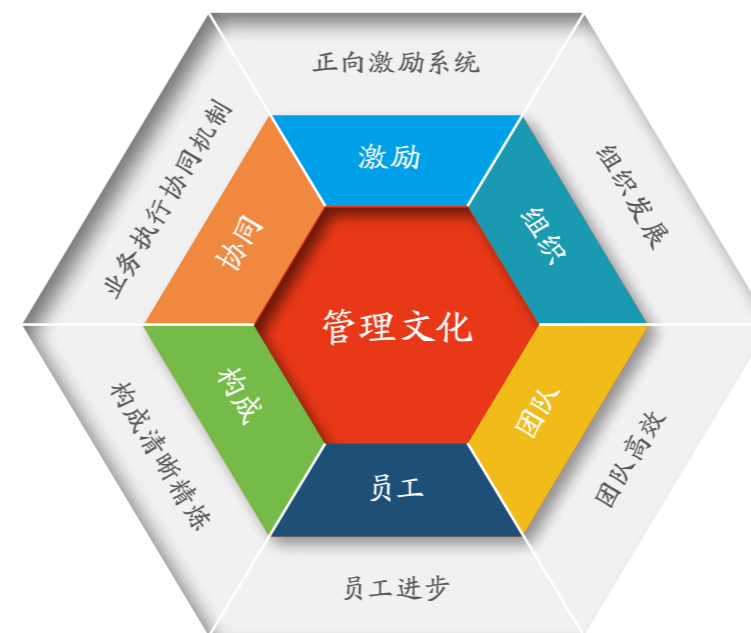 正向激励系统
激励
业务执行协同机制
协同
组织
组织发展
管理文化
构成
构成清晰精炼
团队
团队高效
员工
员工进步